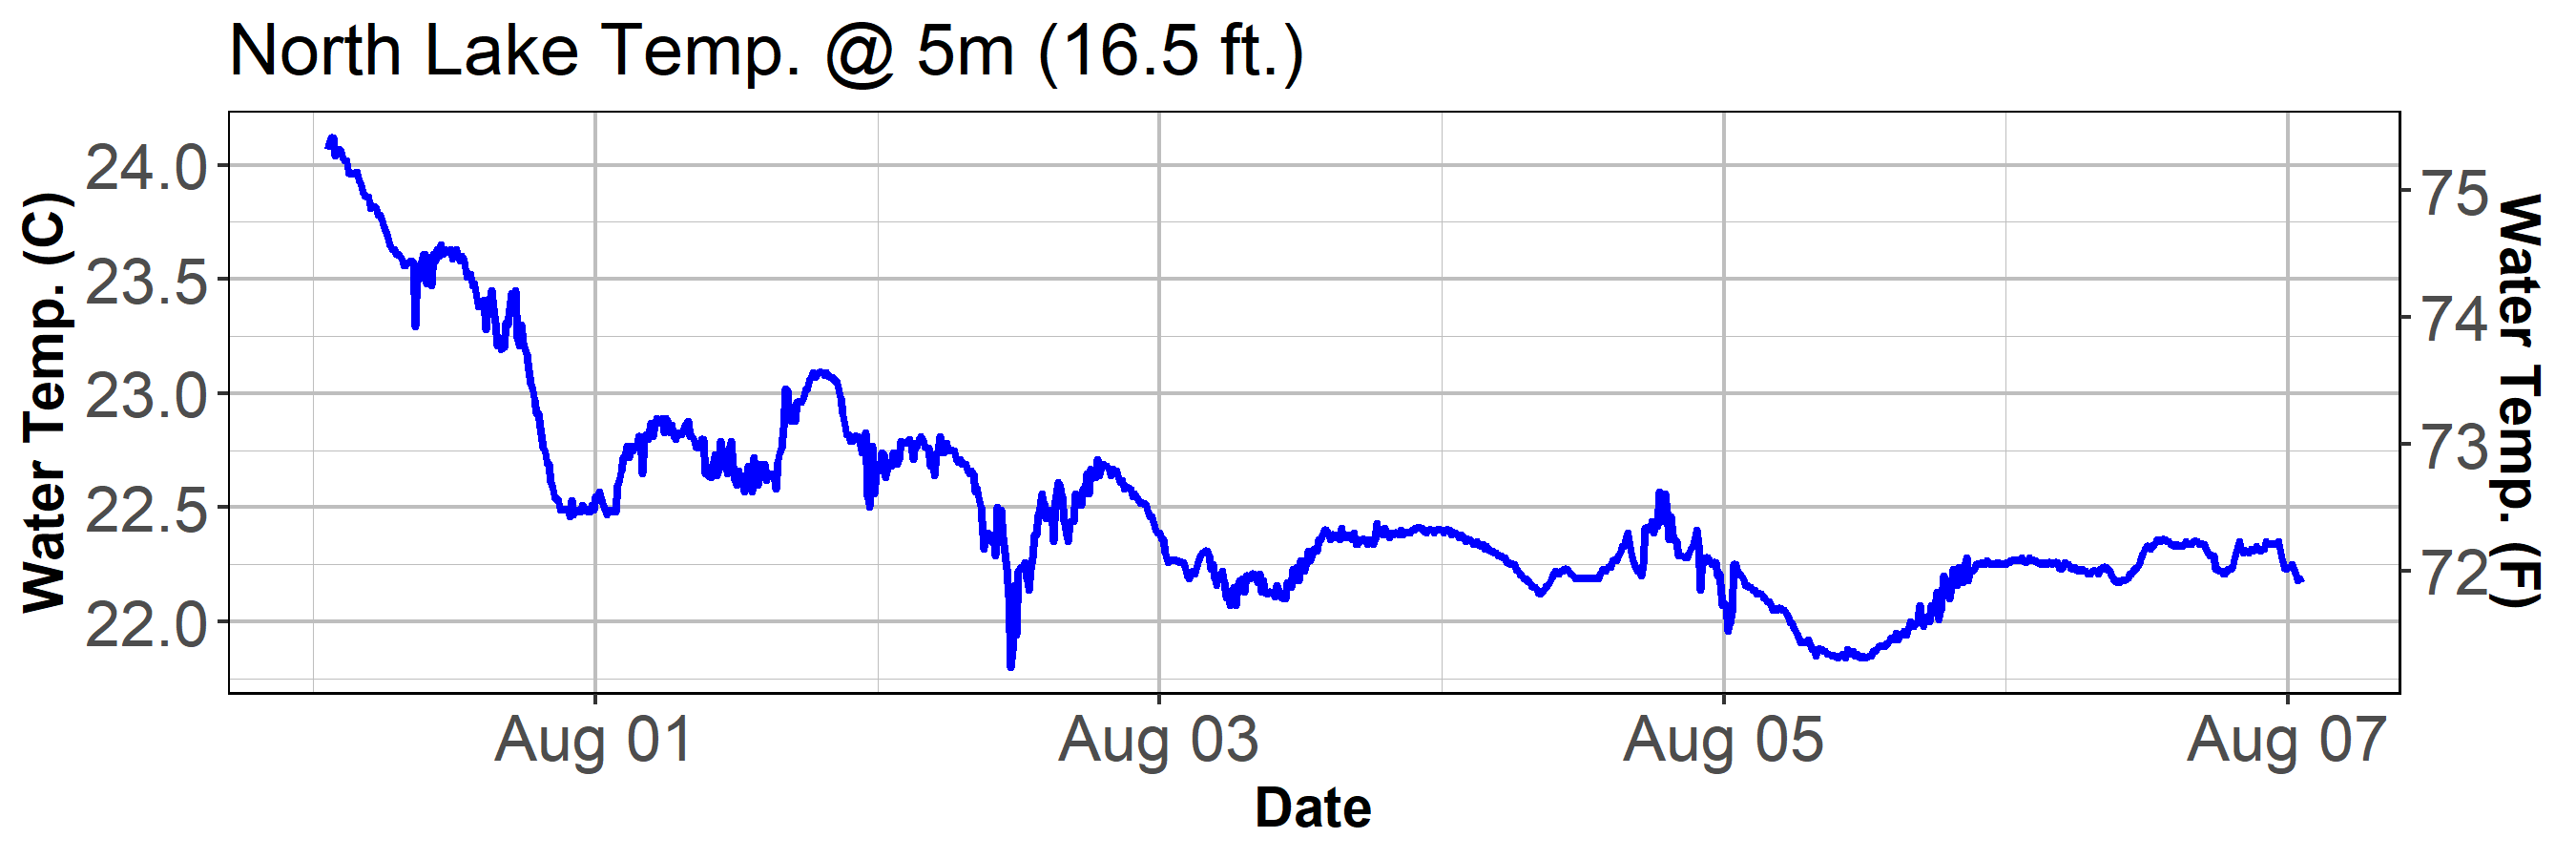 North Lake Temp. @ 5m (16.5 ft.)
Water Temp. (C)
24.0
23.5
23.0
22.5
22.0
75
74
73
72
Water Temp. (F)
Aug 01
Aug 03
Aug 05
Aug 07
Date